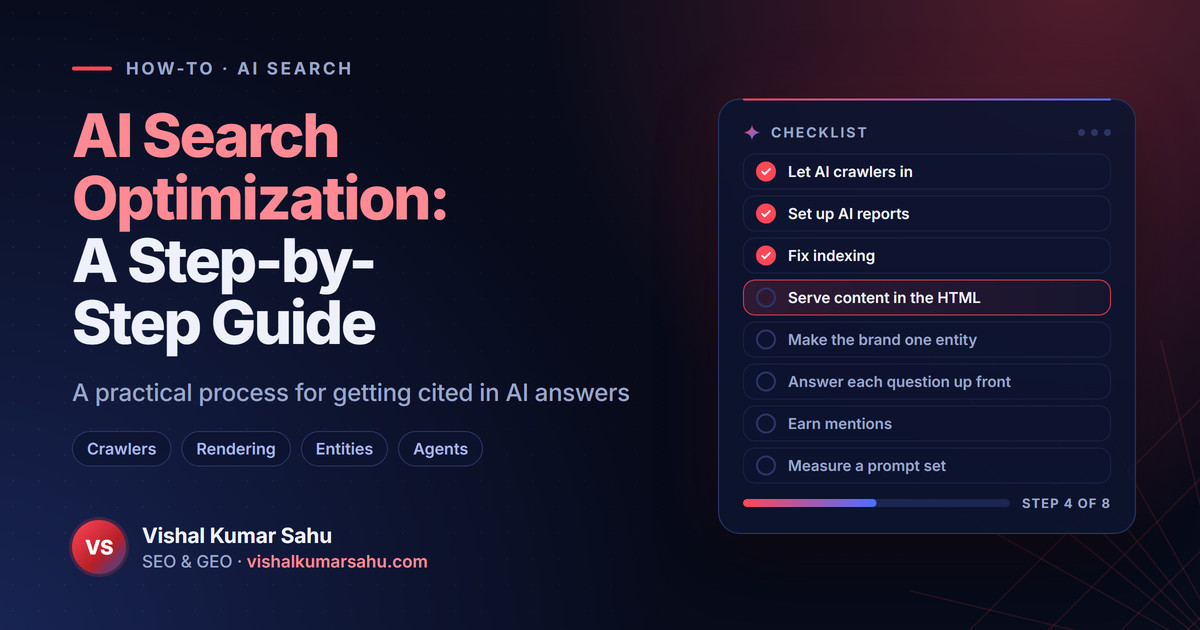 HOW-TO · AI SEARCH
AI Search
Optimization:
A Step-by-
Step Guide
A practical process for getting cited in AI answers
Crawlers
Rendering
Entities
Agents
VS
Vishal Kumar Sahu
SEO & GEO · vishalkumarsahu.com
CHECKLIST
Let AI crawlers in
Set up AI reports
Fix indexing
Serve content in the HTML
Make the brand one entity
Answer each question up front
Earn mentions
Measure a prompt set
STEP 4 OF 8